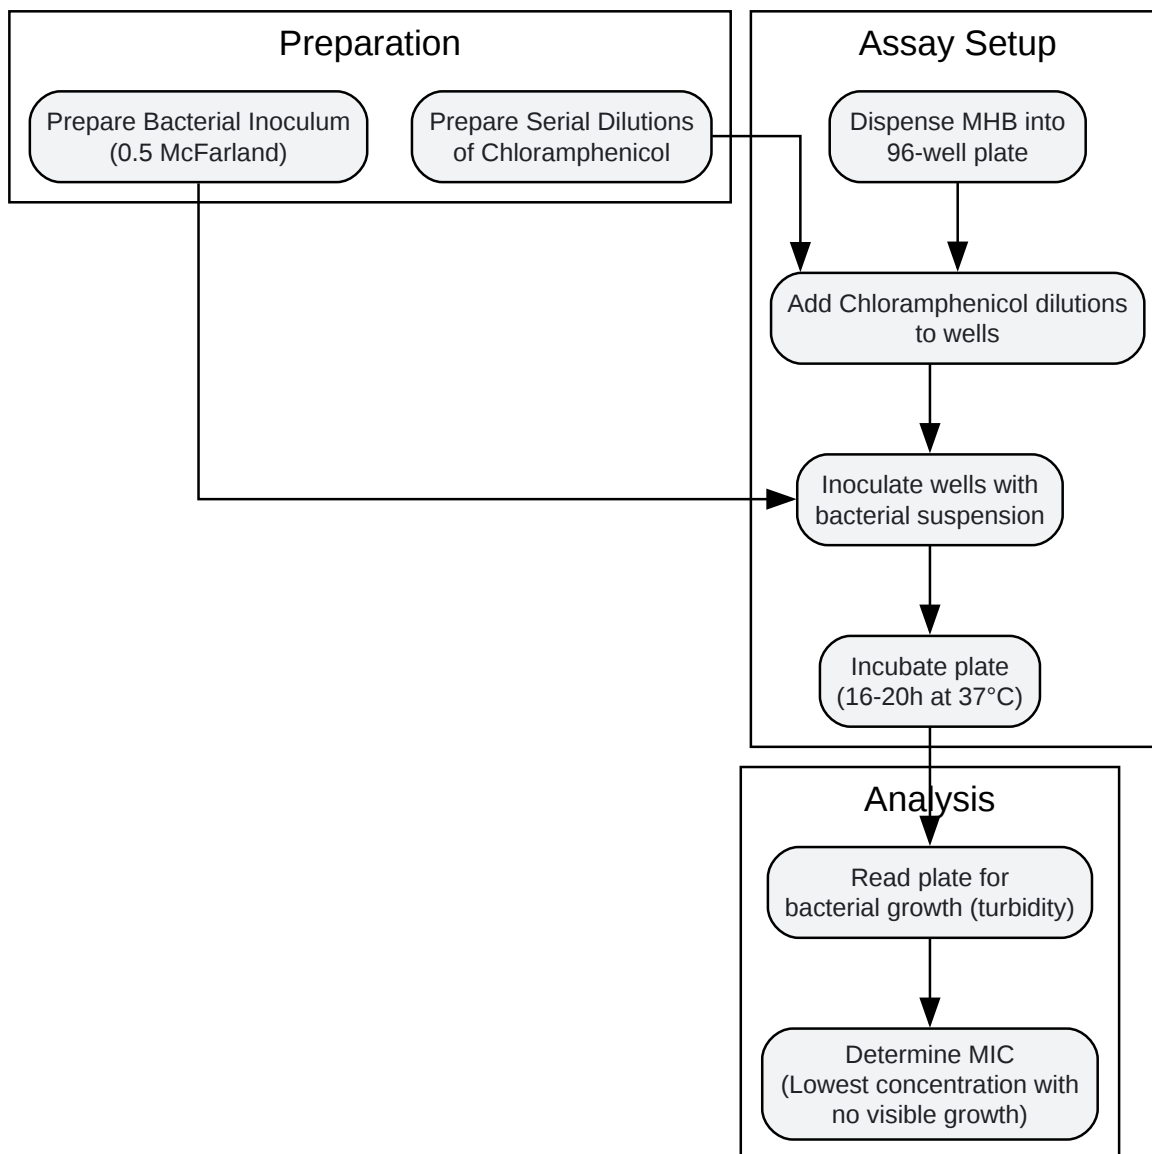 Preparation
Prepare Bacterial Inoculum
(0.5 McFarland)
Prepare Serial Dilutions
of Chloramphenicol
Assay Setup
Dispense MHB into
96-well plate
Add Chloramphenicol dilutions
to wells
Inoculate wells with
bacterial suspension
Incubate plate
(16-20h at 37°C)
Analysis
Read plate for
bacterial growth (turbidity)
Determine MIC
(Lowest concentration with
no visible growth)